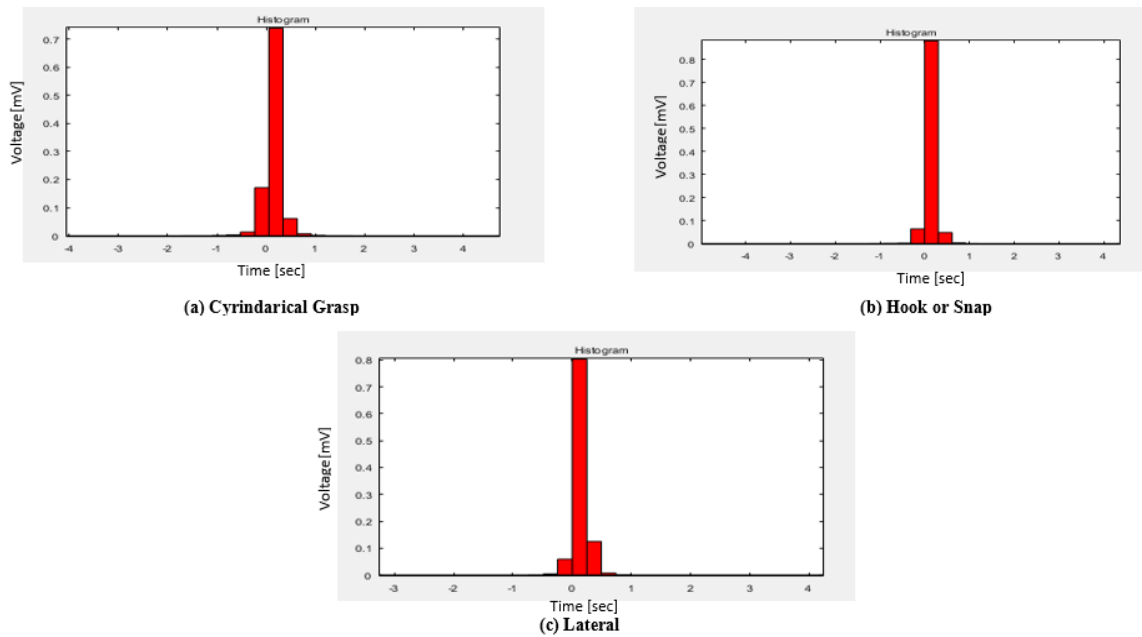 Histogram
0.7
0.6
0.5
0.4
0.3
0.2
0.1
0
Voltage[mV]
-4 -3 -2 -1 0 1 2 3 4
Time [sec]
(a) Cyrindarical Grasp
Histogram
0.8
0.7
0.6
0.5
0.4
0.3
0.2
0.1
0
Voltage[mV]
-4 -3 -2 -1 0 1 2 3 4
Time [sec]
(b) Hook or Snap
Histogram
0.8
0.7
0.6
0.5
0.4
0.3
0.2
0.1
0
Voltage[mV]
-3 -2 -1 0 1 2 3 4
Time [sec]
(c) Lateral